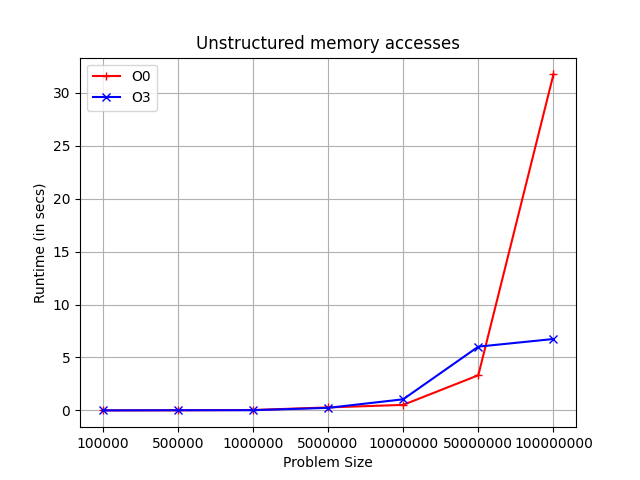 Unstructured memory accesses
O0
O3
30
25
20
15
10
5
0
Runtime (in secs)
100000 500000 1000000 5000000 10000000 50000000 100000000
Problem Size